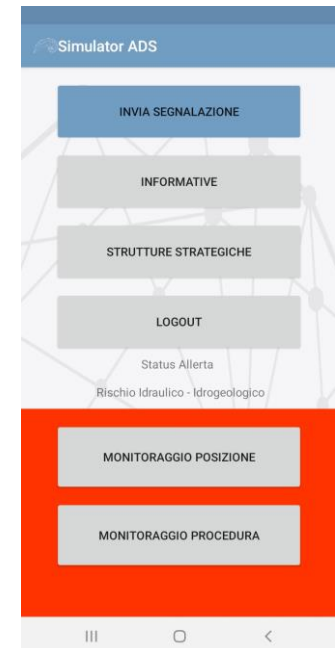 Simulator ADS
INVIA SEGNALAZIONE
INFORMATIVE
STRUTTURE STRATEGICHE
LOGOUT
Status Allerta
Rischio Idraulico - Idrogeologico
MONITORAGGIO POSIZIONE
MONITORAGGIO PROCEDURA